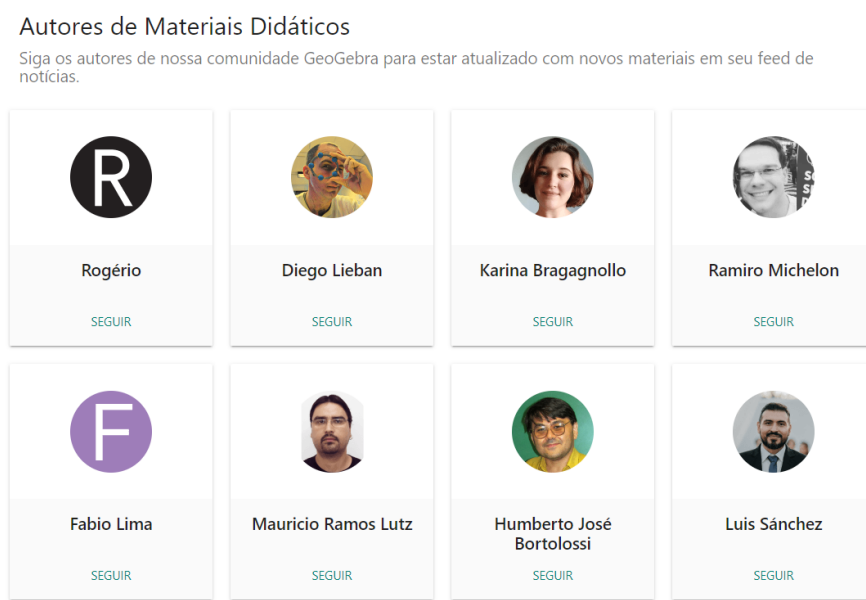 Autores de Materiais Didáticos
Siga os autores de nossa comunidade GeoGebra para estar atualizado com novos materiais em seu feed de
notícias.
R
Rogério
SEGUIR
Diego Lieban
SEGUIR
Karina Bragagnollo
SEGUIR
Ramiro Michelon
SEGUIR
F
Fabio Lima
SEGUIR
Mauricio Ramos Lutz
SEGUIR
Humberto José
Bortolossi
SEGUIR
Luis Sánchez
SEGUIR